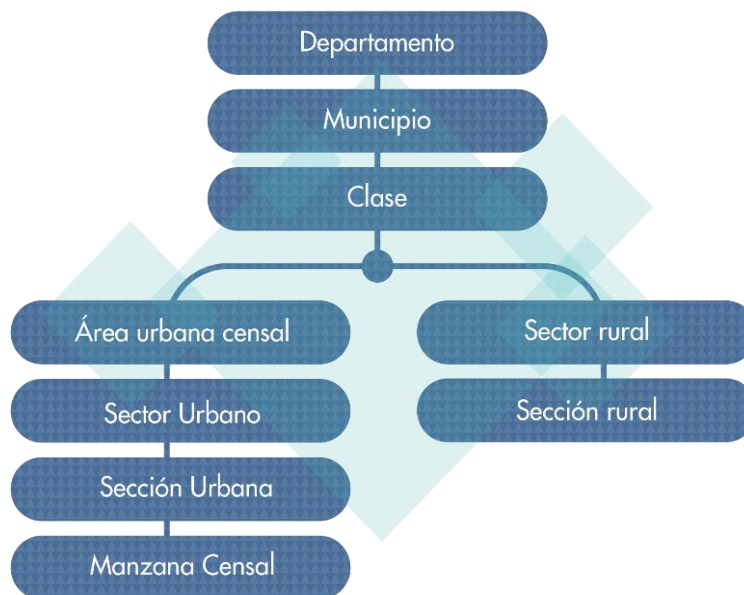 Departamento
Municipio
Clase
Área urbana censal
Sector Urbano
Sección Urbana
Manzana Censal
Sector rural
Sección rural